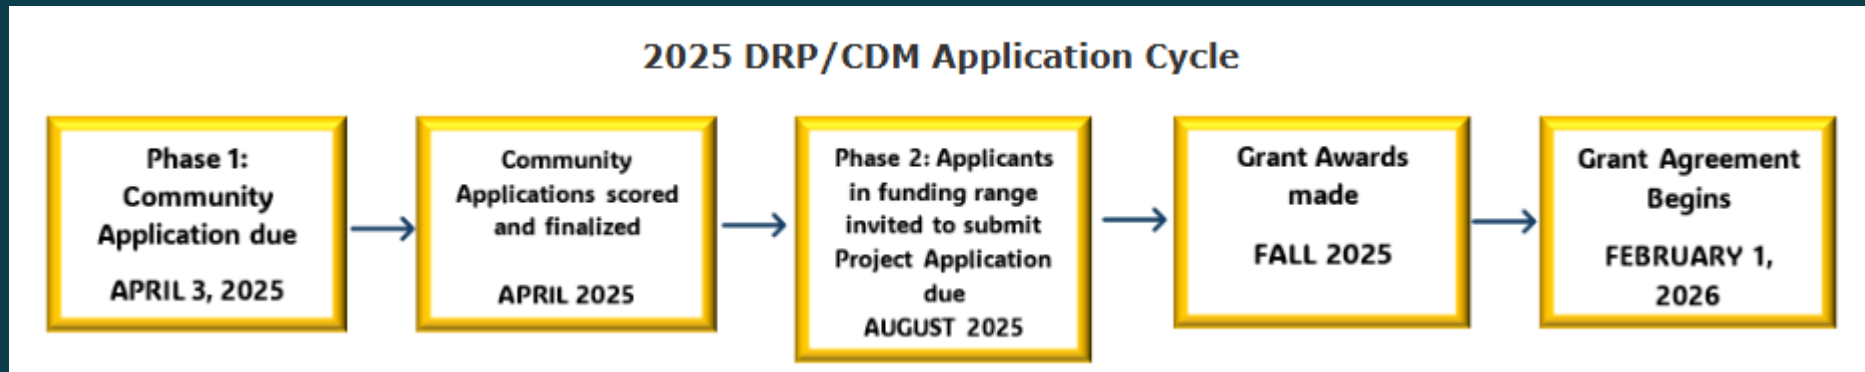 2025 DRP/CDM Application Cycle
Phase 1:
Community
Application due
APRIL 3, 2025
Community
Applications scored
and finalized
APRIL 2025
Phase 2: Applicants
in funding range
invited to submit
Project Application
due
AUGUST 2025
Grant Awards
made
FALL 2025
Grant Agreement
Begins
FEBRUARY 1,
2026